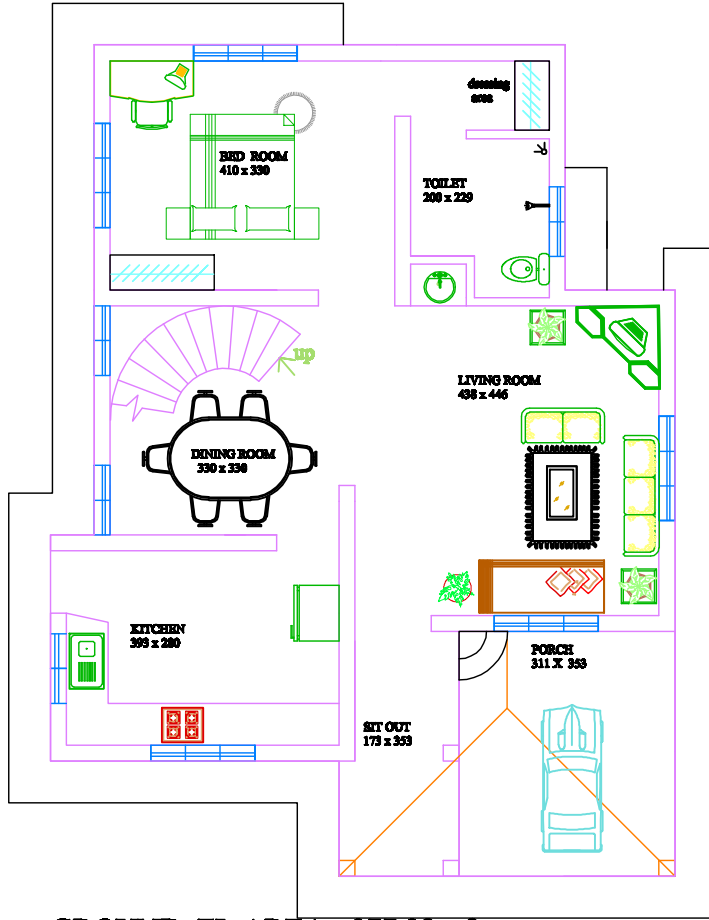 dressing
area
BED ROOM
410 x 330
TOILET
200 x 229
up
LIVING ROOM
438 x 446
DINING ROOM
330 x 330
KITCHEN
393 x 280
PORCH
311 X 353
SIT OUT
173 x 353